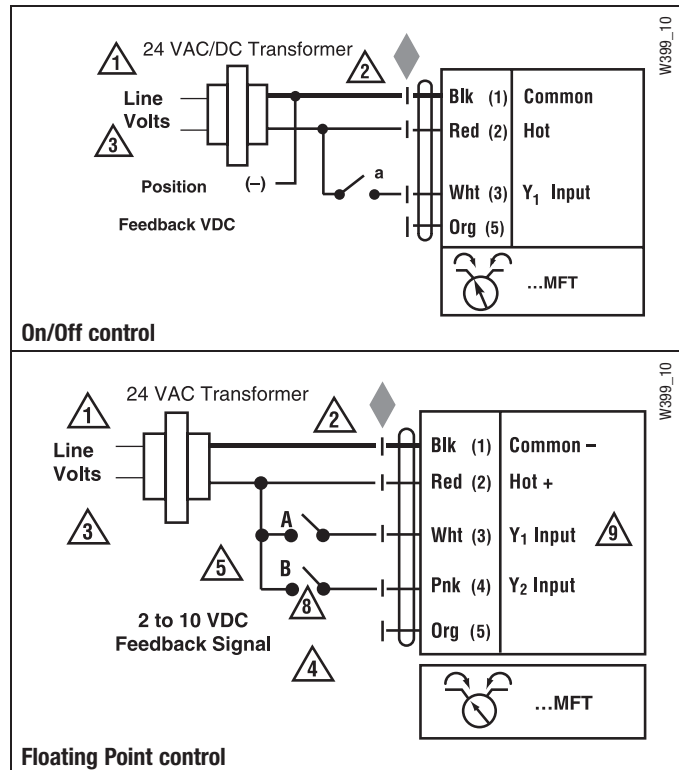 W399_10
24 VAC/DC Transformer
1
2
Line
Volts
3
Blk (1) Common
Red (2) Hot
Position (–)
a
Wht (3) Y1 Input
Feedback VDC
Org (5)
...MFT
On/Off control
W399_10
24 VAC Transformer
1
2
Line
Volts
3
Blk (1) Common –
Red (2) Hot +
A
Wht (3) Y1 Input
9
5
B
8
Pnk (4) Y2 Input
2 to 10 VDC
Feedback Signal
4
Org (5)
...MFT
Floating Point control